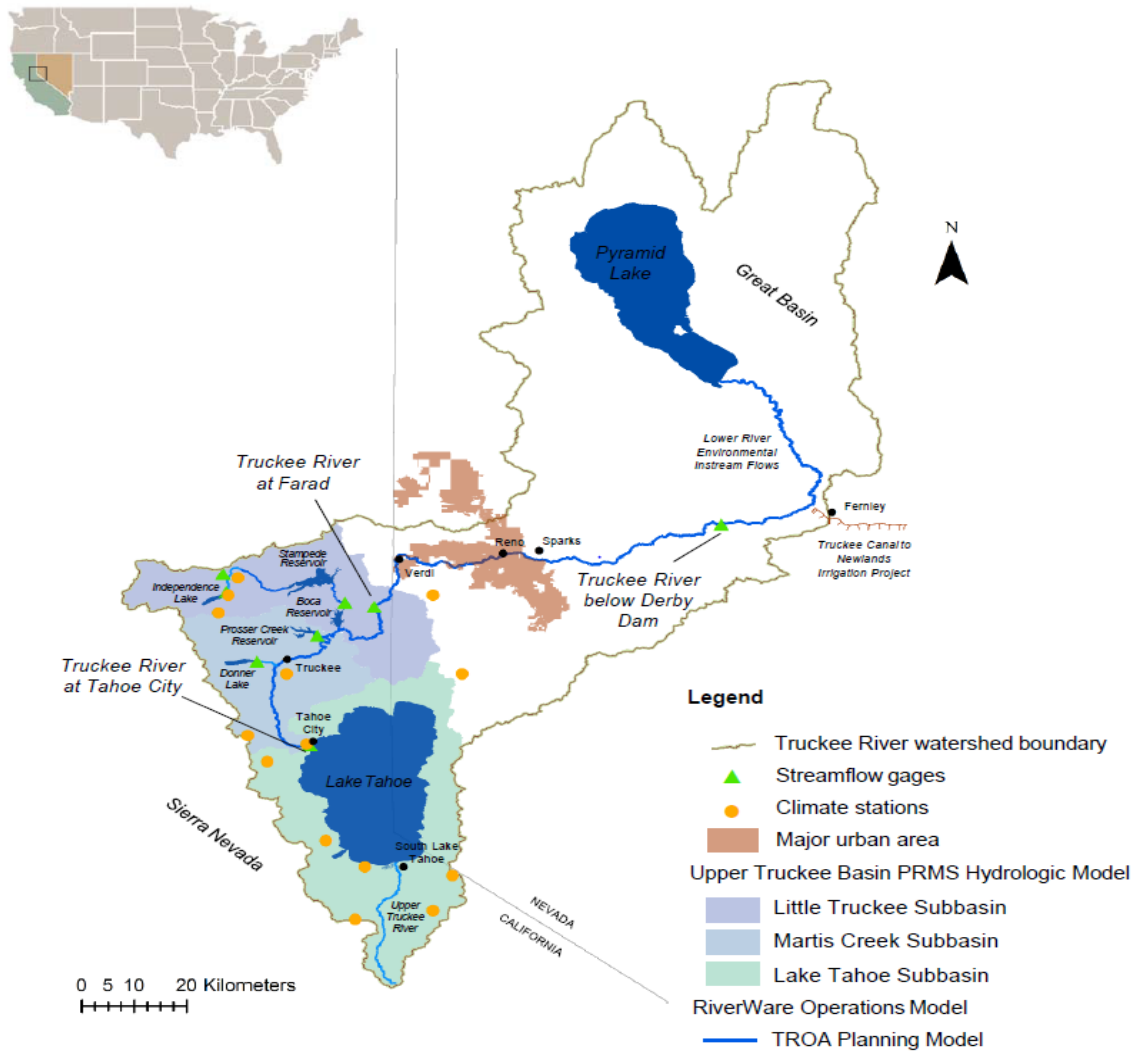 Pyramid
Lake
Great Basin
N
Lower River
Environmental
Instream Flows
Truckee River
at Farad
Fernley
Stampede
Reservoir
Reno
Sparks
Verdi
Truckee Canal to
Newlands
Irrigation Project
Independence
Lake
Boca
Reservoir
Truckee River
below Derby
Dam
Prosser Creek
Reservoir
Truckee River
at Tahoe City
Donner
Lake
Truckee
Tahoe
City
Lake Tahoe
Sierra Nevada
South Lake
Tahoe
Upper
Truckee
River
NEVADA
CALIFORNIA
0 5 10 20 Kilometers
Legend
Truckee River watershed boundary
Streamflow gages
Climate stations
Major urban area
Upper Truckee Basin PRMS Hydrologic Model
Little Truckee Subbasin
Martis Creek Subbasin
Lake Tahoe Subbasin
RiverWare Operations Model
TROA Planning Model